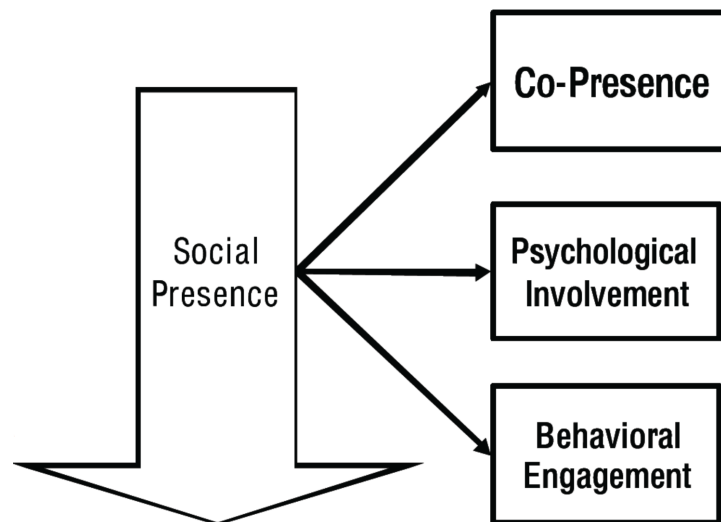 Co-Presence
Social
Presence
Psychological
Involvement
Behavioral
Engagement